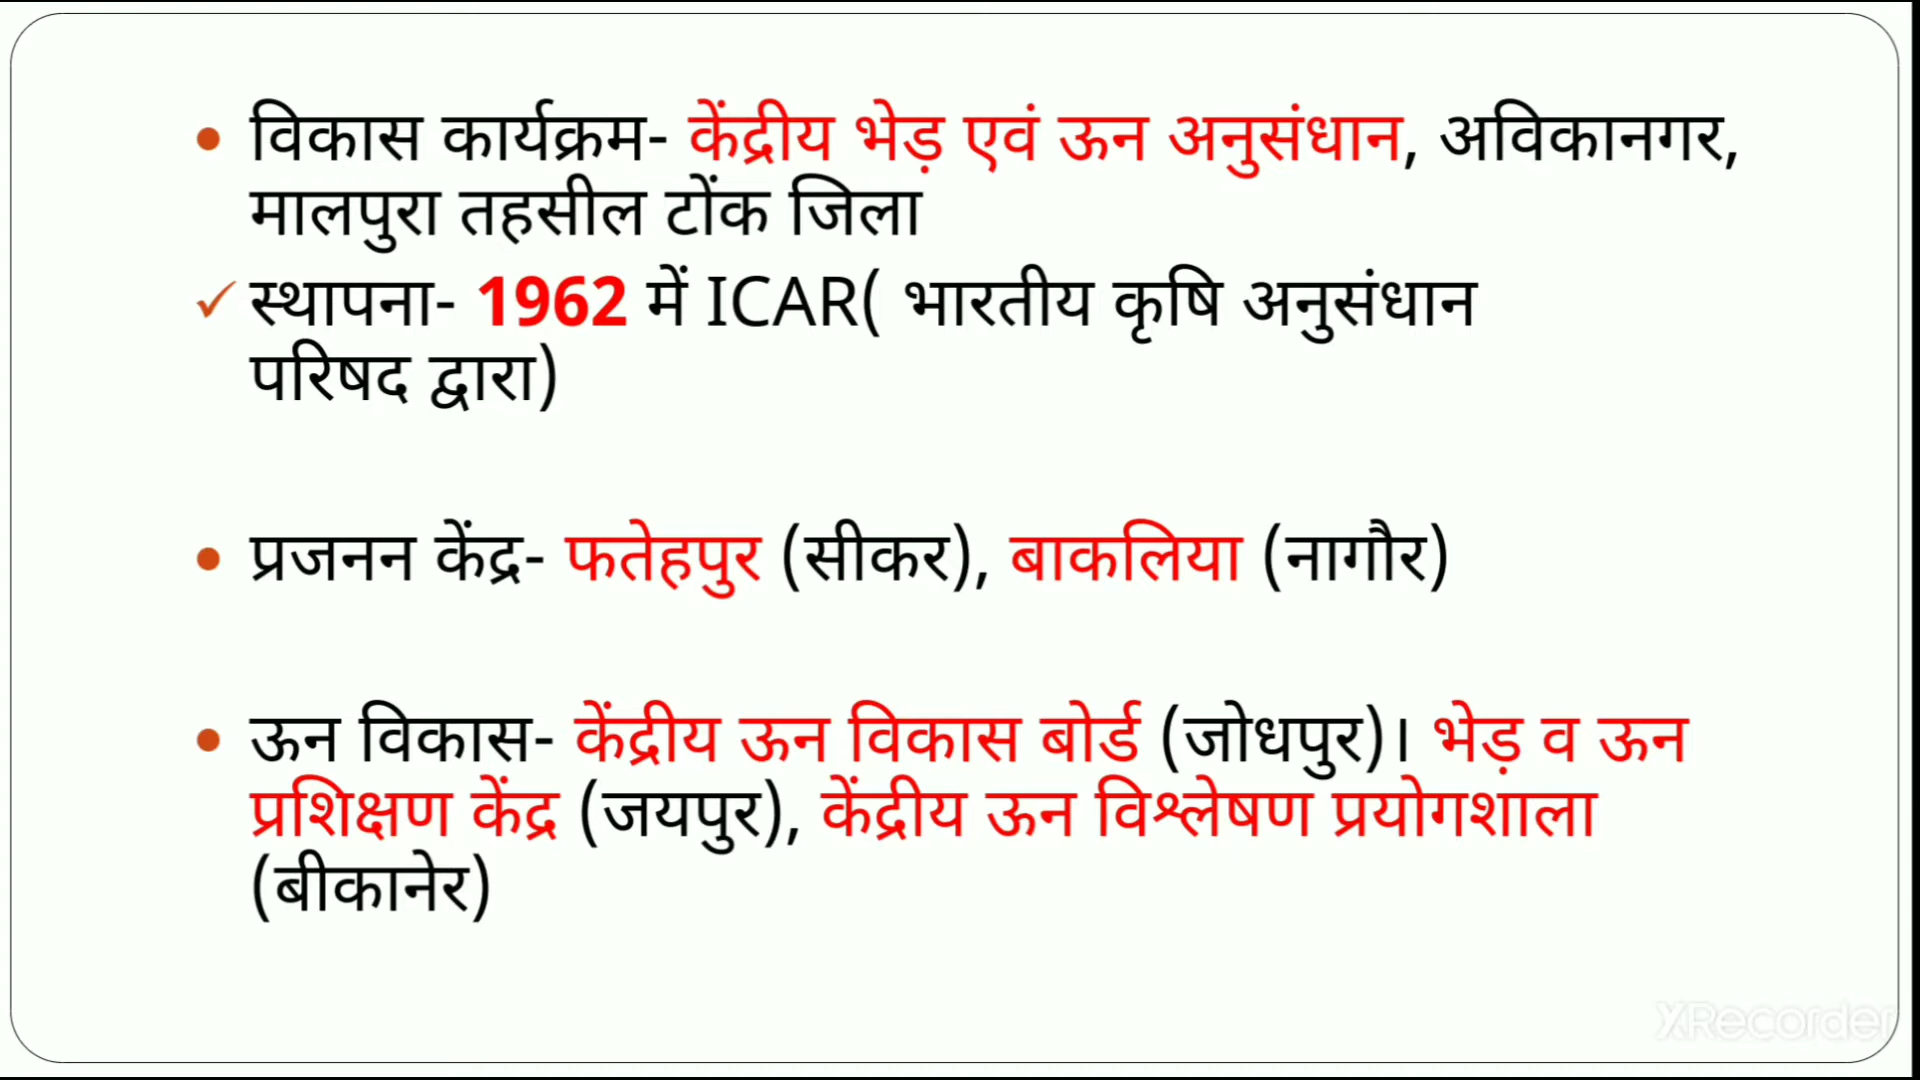 विकास कार्यक्रम- केंद्रीय भेड़ एवं ऊन अनुसंधान, अविकानगर,
मालपुरा तहसील टोंक जिला
स्थापना- 1962 में ICAR( भारतीय कृषि अनुसंधान
परिषद द्वारा)
प्रजनन केंद्र- फतेहपुर (सीकर), बाकलिया (नागौर)
ऊन विकास- केंद्रीय ऊन विकास बोर्ड (जोधपुर)। भेड़ व ऊन
प्रशिक्षण केंद्र (जयपुर), केंद्रीय ऊन विश्लेषण प्रयोगशाला
(बीकानेर)
XRecorder